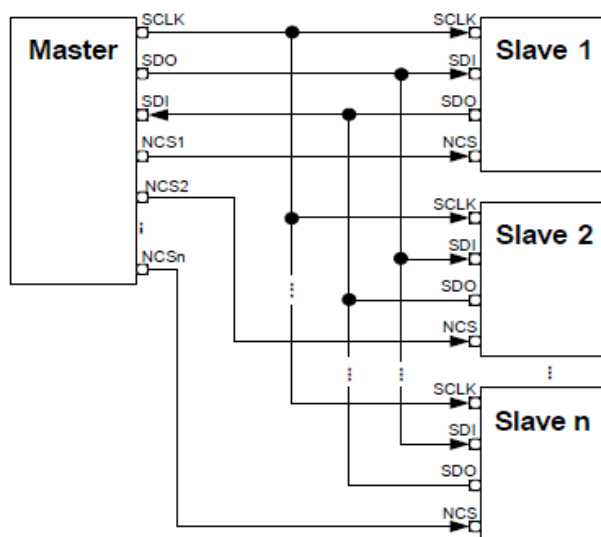 Master
SCLK
SDO
SDI
NCS1
NCS2
NCSn
SCLK
SDI
SDO
NCS
Slave 1
SCLK
SDI
SDO
NCS
Slave 2
SCLK
SDI
SDO
NCS
Slave n